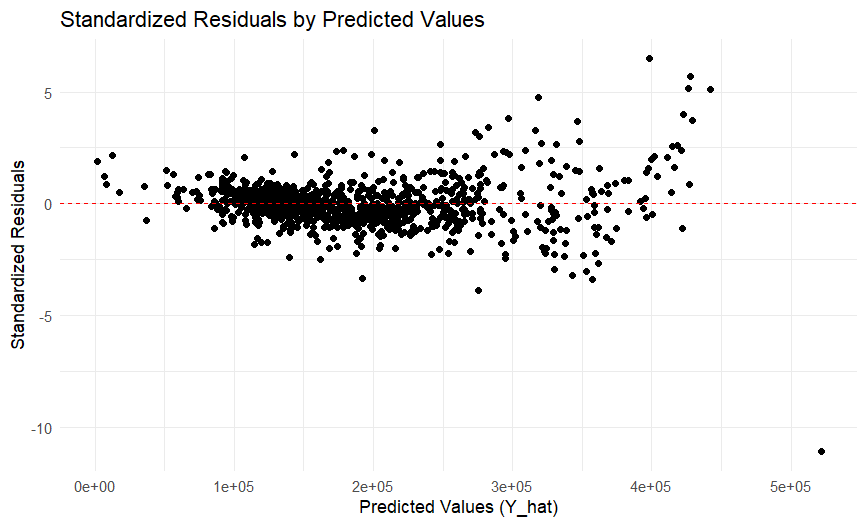 Standardized Residuals by Predicted Values
Standardized Residuals
5
0
-5
-10
0e+00 1e+05 2e+05 3e+05 4e+05 5e+05
Predicted Values (Y_hat)